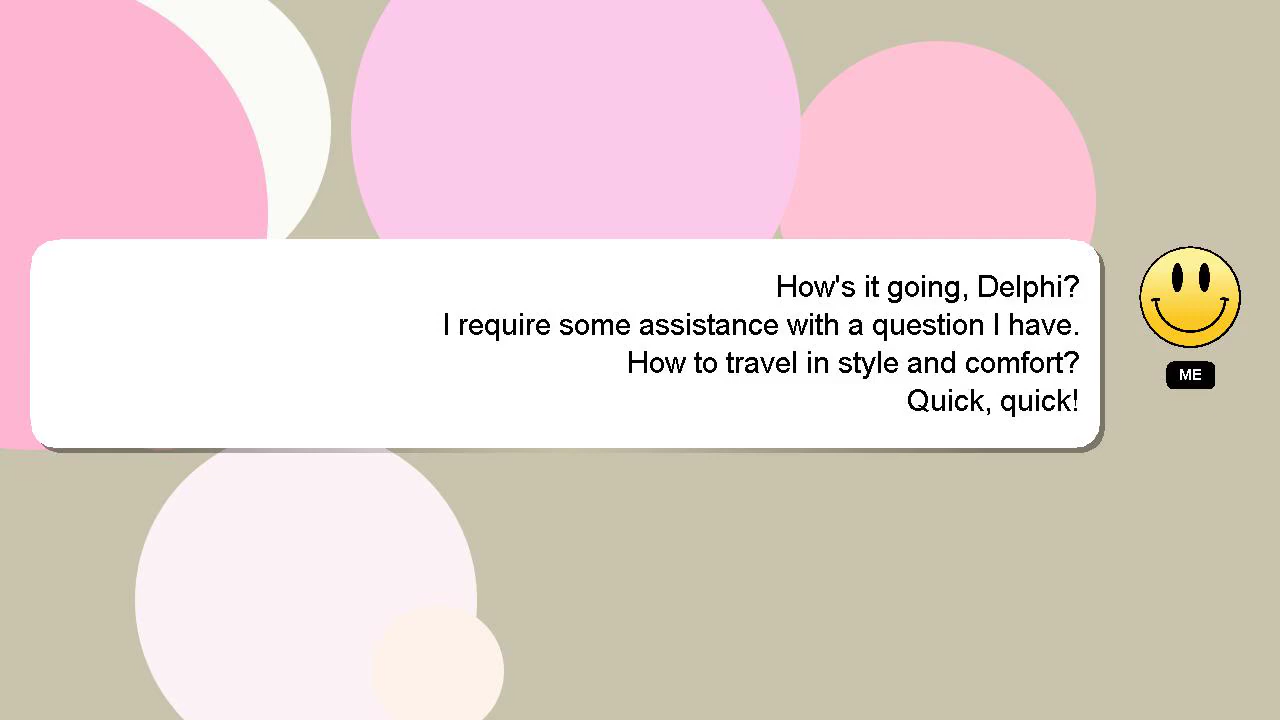 How's it going, Delphi?
I require some assistance with a question I have.
How to travel in style and comfort?
Quick, quick!
ME